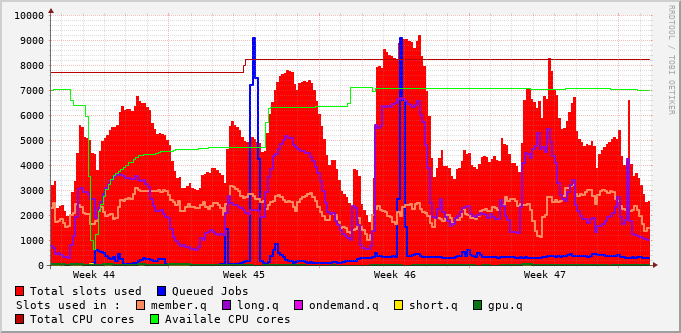 10000
9000
8000
7000
6000
5000
4000
3000
2000
1000
0
Week 44 Week 45 Week 46 Week 47
RRDTOOL / TOBI OETIKER
Total slots used Queued Jobs
Slots used in : member.q long.q ondemand.q short.q gpu.q
Total CPU cores Availale CPU cores